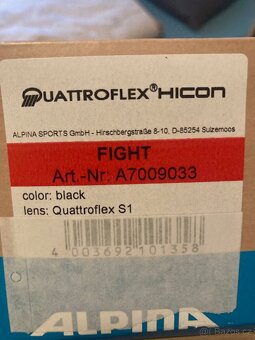 QUATTROFLEX® HICON
ALPINA SPORTS GmbH - Hirschbergstraße 8-10, D-85254 Sulzemoos
FIGHT
Art.-Nr: A7009033
color: black
lens: Quattroflex S1
4 003692 101358
ALPINA